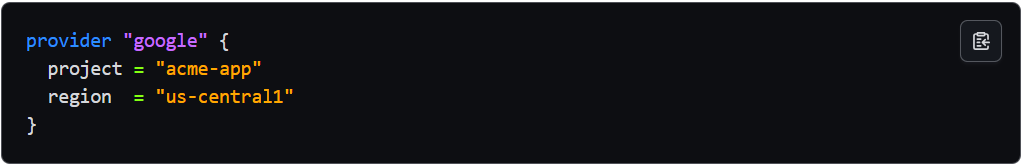 provider "google" {
  project = "acme-app"
  region  = "us-central1"
}